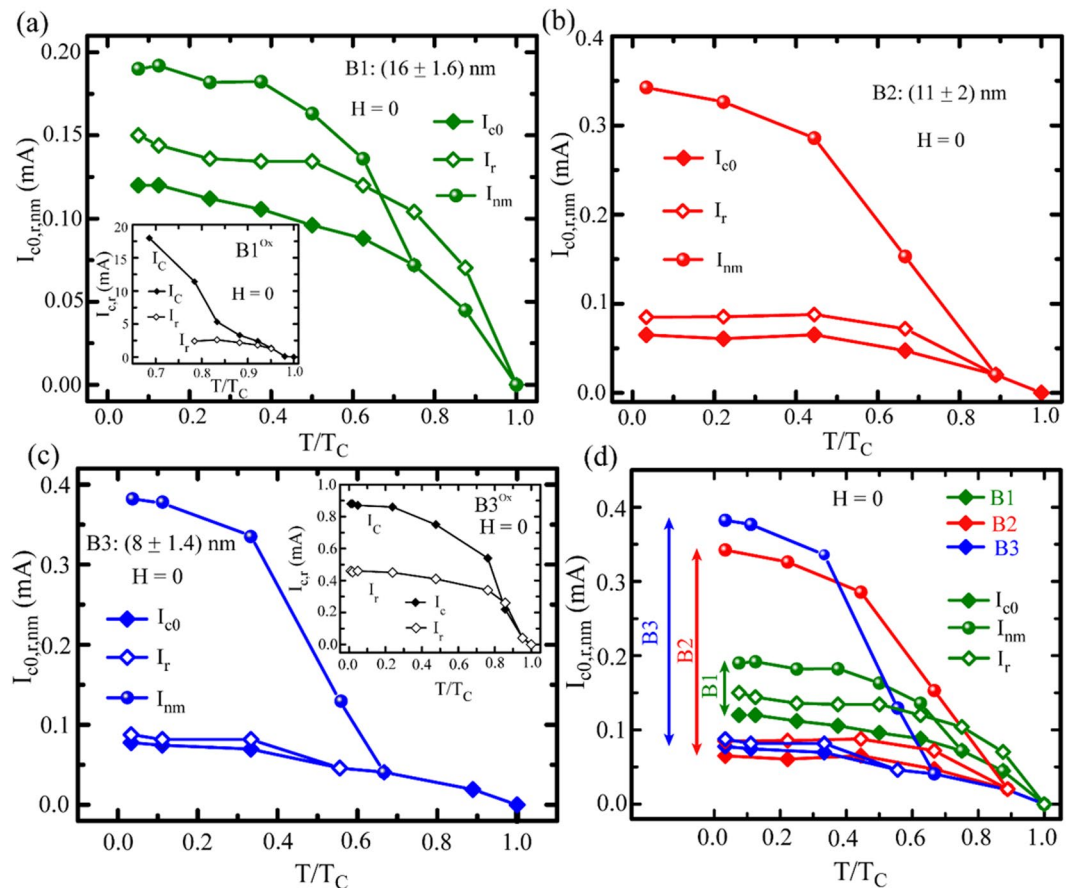 (a)
0.20
0.15
0.10
0.05
0.00
I_c0,r,nm (mA)
B1: (16 ± 1.6) nm
H = 0
I_c0
I_r
I_nm
20
15
10
5
0
I_c,r (mA)
B1^Ox
I_C
H = 0
I_C
I_r
I_r
0.7 0.8 0.9 1.0
T/T_C
0.0 0.2 0.4 0.6 0.8 1.0
T/T_C
(b)
0.4
0.3
0.2
0.1
0.0
I_c0,r,nm (mA)
B2: (11 ± 2) nm
H = 0
I_c0
I_r
I_nm
0.0 0.2 0.4 0.6 0.8 1.0
T/T_C
(c)
0.4
0.3
0.2
0.1
0.0
I_c0,r,nm (mA)
B3: (8 ± 1.4) nm
H = 0
I_c0
I_r
I_nm
1.0
0.8
0.6
0.4
0.2
0.0
I_c,r (mA)
B3^Ox
H = 0
I_C
I_r
I_c
I_r
0.0 0.2 0.4 0.6 0.8 1.0
T/T_C
0.0 0.2 0.4 0.6 0.8 1.0
T/T_C
(d)
0.4
0.3
0.2
0.1
0.0
I_c0,r,nm (mA)
H = 0
B1
B2
B3
I_c0
I_nm
I_r
B3
B2
B1
0.0 0.2 0.4 0.6 0.8 1.0
T/T_C